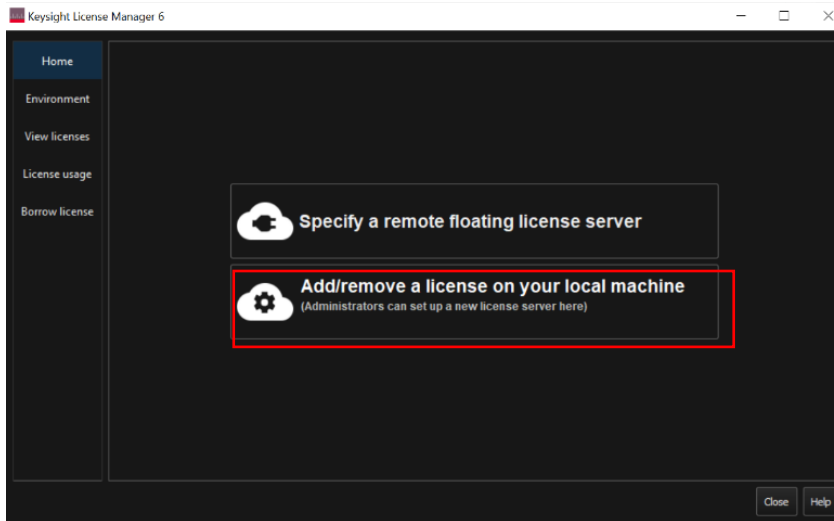 Keysight License Manager 6
Home
Environment
View licenses
License usage
Borrow license
Specify a remote floating license server
Add/remove a license on your local machine
(Administrators can set up a new license server here)
Close
Help